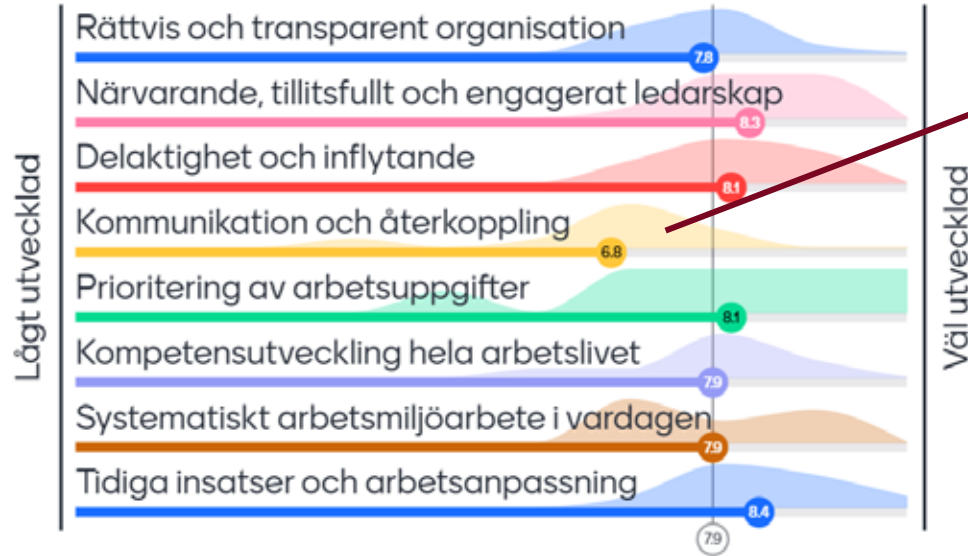 Rättvis och transparent organisation
7.8
Närvarande, tillitsfullt och engagerat ledarskap
8.3
Delaktighet och inflytande
8.1
Kommunikation och återkoppling
6.8
Prioritering av arbetsuppgifter
8.1
Kompetensutveckling hela arbetslivet
7.9
Systematiskt arbetsmiljöarbete i vardagen
7.9
Tidiga insatser och arbetsanpassning
8.4
7.9
Lågt utvecklad
Väl utvecklad